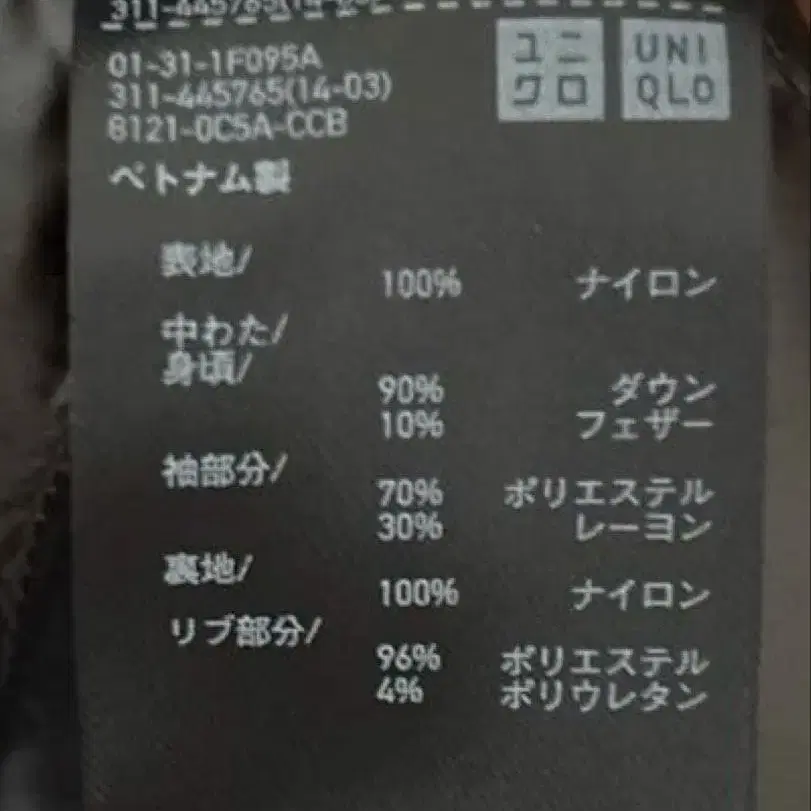 ユニ
クロ
UNI
QLO
01-31-1F095A
311-445765(14-03)
8121-0C5A-CCB
ベトナム製
表地/
100% ナイロン
中わた/
身頃/
90% ダウン
10% フェザー
袖部分/
70% ポリエステル
30% レーヨン
裏地/
100% ナイロン
リブ部分/
96% ポリエステル
4% ポリウレタン